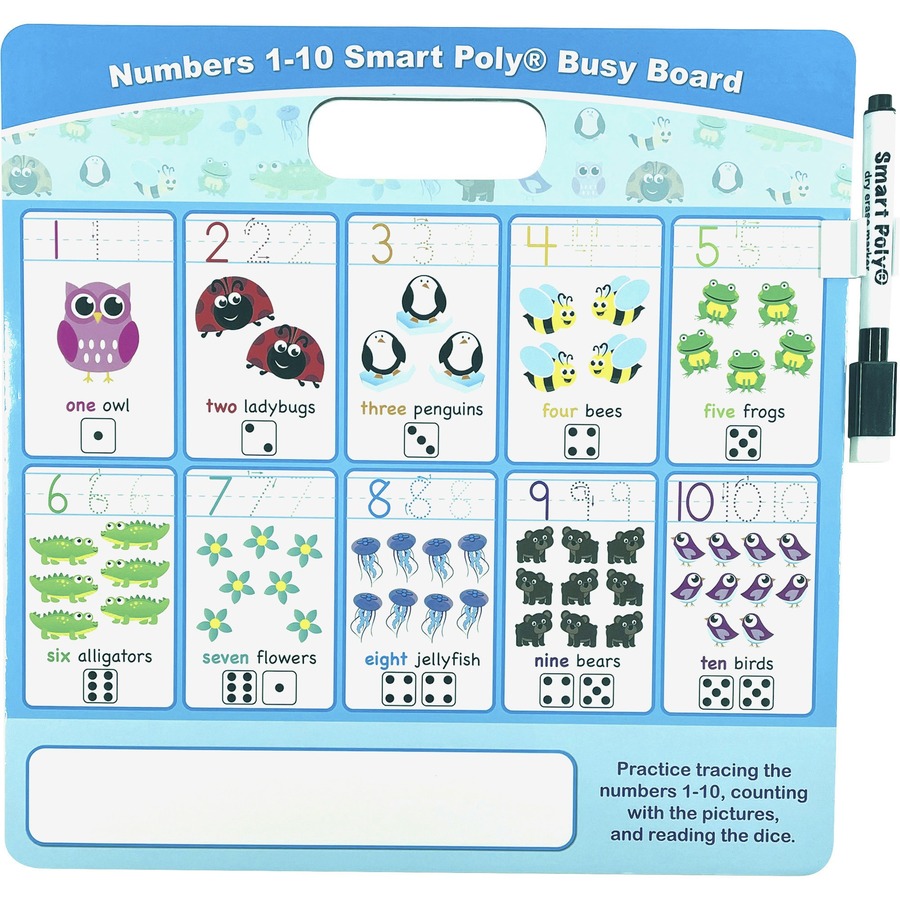 Numbers 1-10 Smart Poly® Busy Board
Smart Poly®
dry erase marker
1 1 1
2 2 2
3 3 3
4 4
5 5
one owl
two ladybugs
three penguins
four bees
five frogs
6 6 6
7 7 7
8 8 8
9 9 9
10 10 10
six alligators
seven flowers
eight jellyfish
nine bears
ten birds
Practice tracing the
numbers 1-10, counting
with the pictures,
and reading the dice.